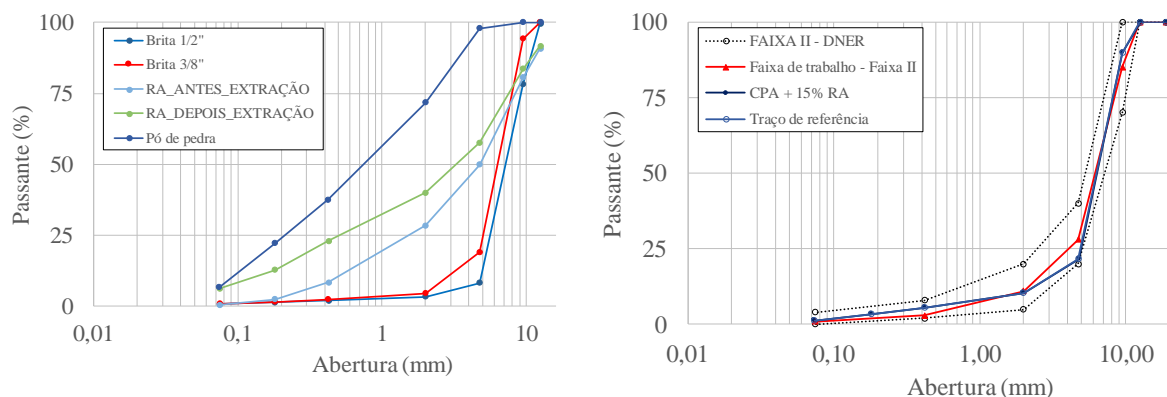 100
75
50
25
0
Passante (%)
Brita 1/2"
Brita 3/8"
RA_ANTES_EXTRAÇÃO
RA_DEPOIS_EXTRAÇÃO
Pó de pedra
0,01
0,1
1
10
Abertura (mm)
100
75
50
25
0
Passante (%)
FAIXA II - DNER
Faixa de trabalho - Faixa II
CPA + 15% RA
Traço de referência
0,01
0,10
1,00
10,00
Abertura (mm)